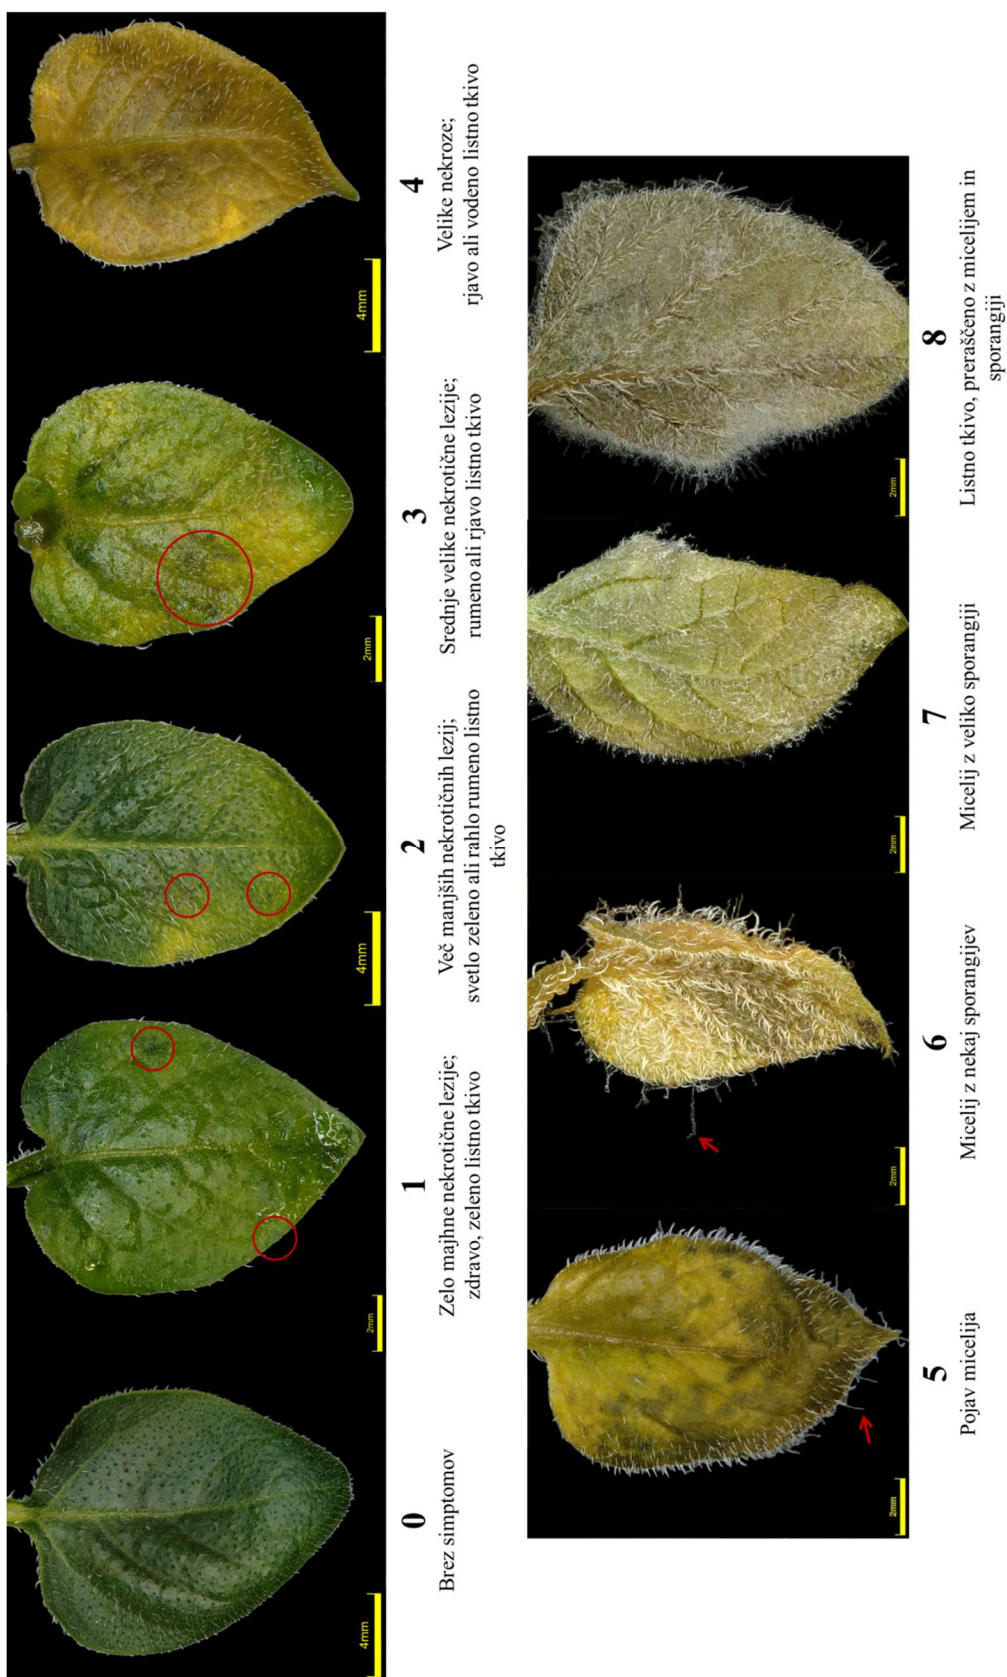 4mm
2mm
4mm
2mm
4mm
0
Brez simptomov
1
Zelo majhne nekrotične lezije;
zdravo, zeleno listno tkivo
2
Več manjših nekrotičnih lezij;
svetlo zeleno ali rahlo rumeno listno
tkivo
3
Srednje velike nekrotične lezije;
rumeno ali rjavo listno tkivo
4
Velike nekroze;
rjavo ali vodeno listno tkivo
2mm
2mm
2mm
2mm
5
Pojav micelija
6
Micelij z nekaj sporangijev
7
Micelij z veliko sporangiji
8
Listno tkivo, preraščeno z micelijem in
sporangiji